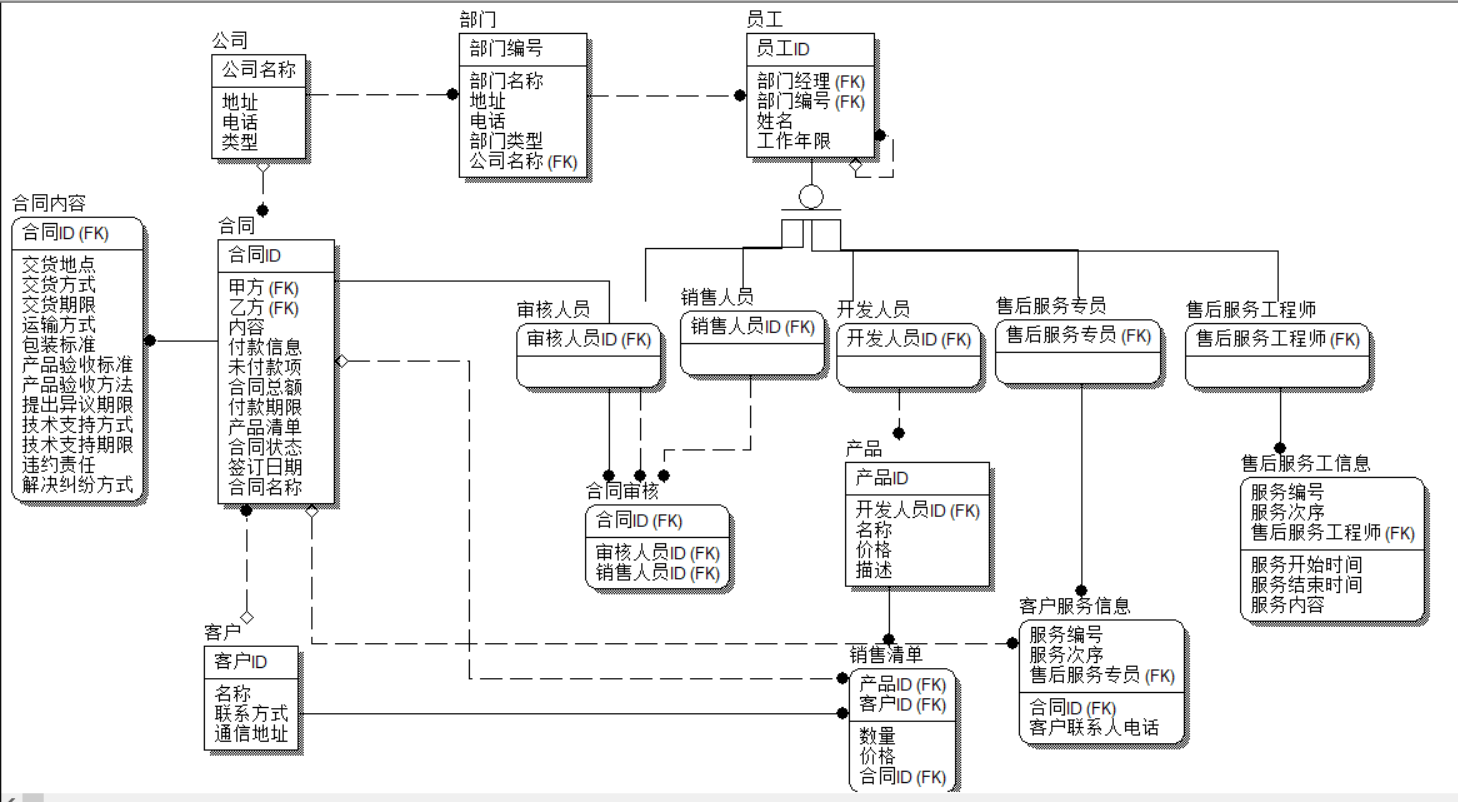 公司
公司名称
地址
电话
类型
部门
部门编号
部门名称
地址
电话
部门类型
公司名称 (FK)
员工
员工ID
部门经理 (FK)
部门编号 (FK)
姓名
工作年限
合同内容
合同ID (FK)
交货地点
交货方式
交货期限
运输方式
包装标准
产品验收标准
产品验收方法
提出异议期限
技术支持方式
技术支持期限
违约责任
解决纠纷方式
合同
合同ID
甲方 (FK)
乙方 (FK)
内容
付款信息
未付款项
合同总额
付款期限
产品清单
合同状态
签订日期
合同名称
审核人员
审核人员ID (FK)
销售人员
销售人员ID (FK)
开发人员
开发人员ID (FK)
售后服务专员
售后服务专员 (FK)
售后服务工程师
售后服务工程师 (FK)
合同审核
合同ID (FK)
审核人员ID (FK)
销售人员ID (FK)
产品
产品ID
开发人员ID (FK)
名称
价格
描述
售后服务工信息
服务编号
服务次序
售后服务工程师 (FK)
服务开始时间
服务结束时间
服务内容
客户
客户ID
名称
联系方式
通信地址
销售清单
产品ID (FK)
客户ID (FK)
数量
价格
合同ID (FK)
客户服务信息
服务编号
服务次序
售后服务专员 (FK)
合同ID (FK)
客户联系人电话